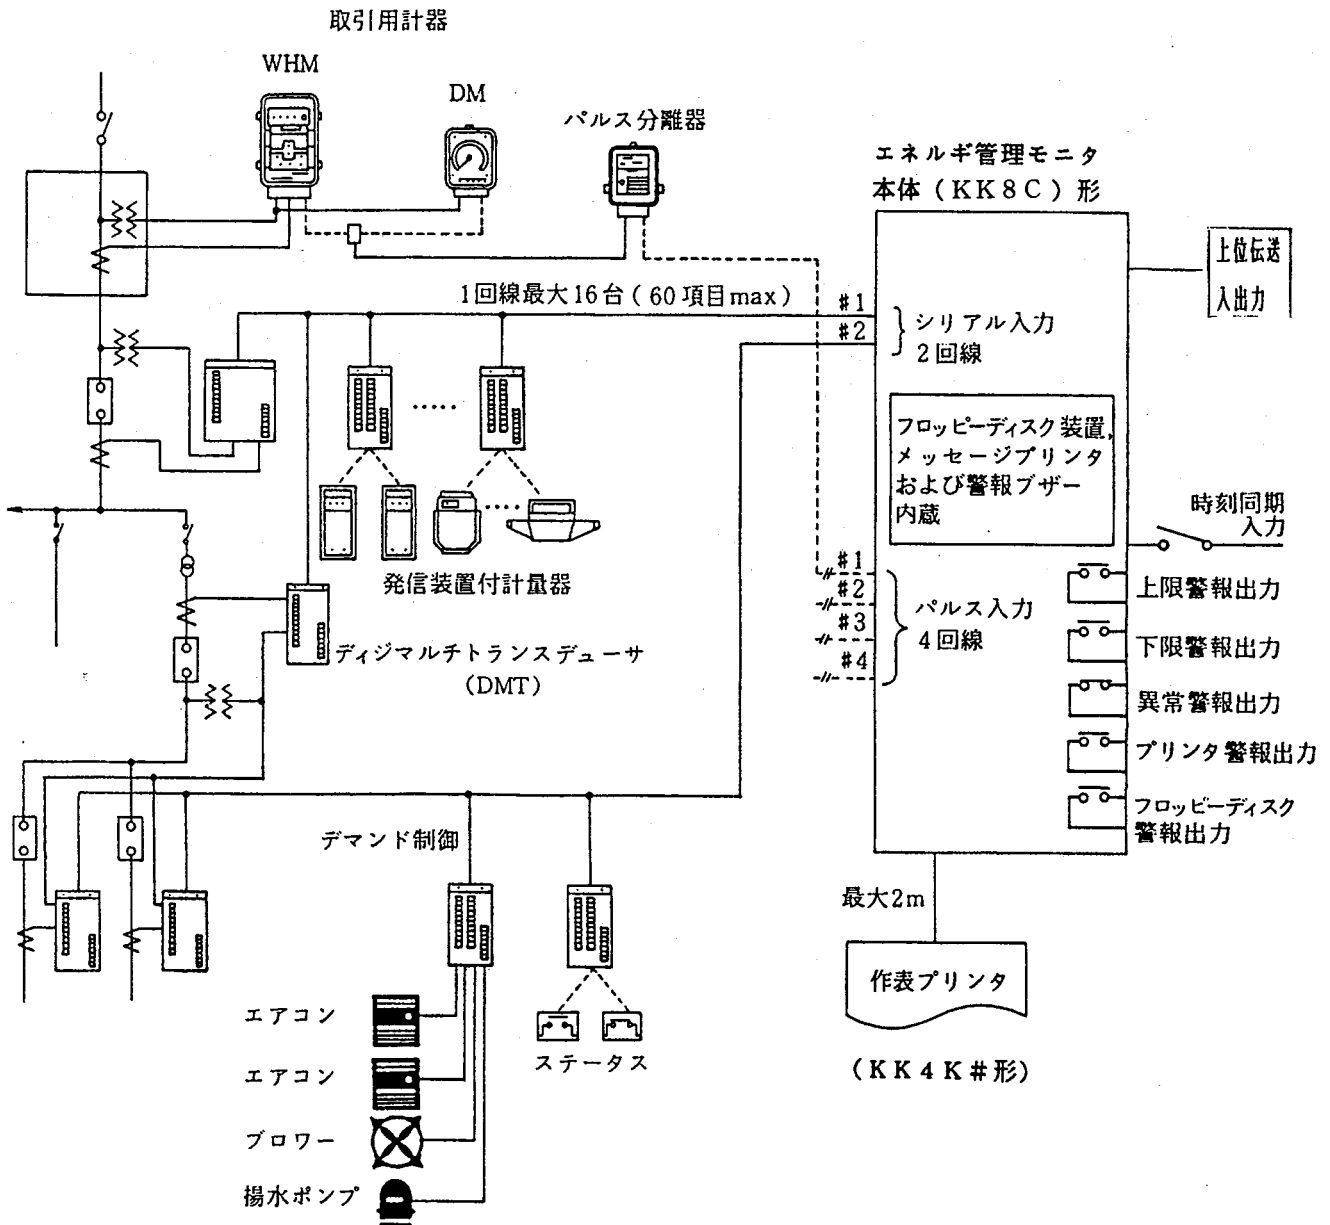 取引用計器
WHM
DM
パルス分離器
エネルギ管理モニタ
本体(KK8C)形
上位伝送
入出力
1回線最大16台(60項目max)
#1
#2
シリアル入力
2回線
フロッピーディスク装置,
メッセージプリンタ
および警報ブザー
内蔵
時刻同期
入力
発信装置付計量器
#1
#2
#3
#4
パルス入力
4回線
上限警報出力
下限警報出力
異常警報出力
プリンタ警報出力
フロッピーディスク
警報出力
ディジマルチトランスデューサ
(DMT)
デマンド制御
最大2m
作表プリンタ
(KK4K#形)
エアコン
エアコン
ブロワー
揚水ポンプ
ステータス